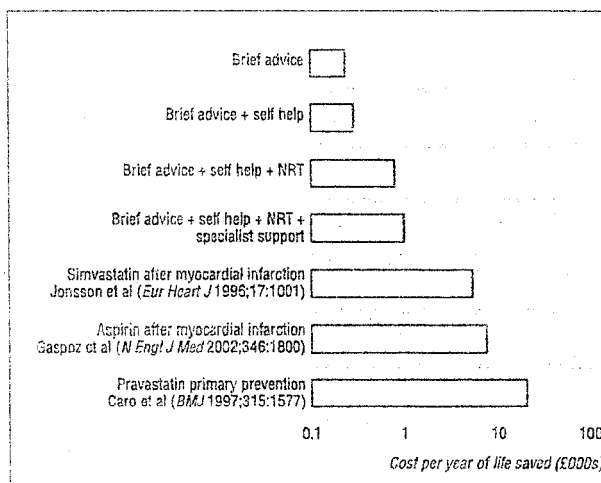 Brief advice
Brief advice + self help
Brief advice + self help + NRT
Brief advice + self help + NRT +
specialist support
Simvastatin after myocardial infarction
Jonsson et al (Eur Heart J 1996;17:1001)
Aspirin after myocardial infarction
Gaspoz et al (N Engl J Med 2002;346:1800)
Pravastatin primary prevention
Caro et al (BMJ 1997;315:1577)
0.1 1 10 100
Cost per year of life saved (£000s)